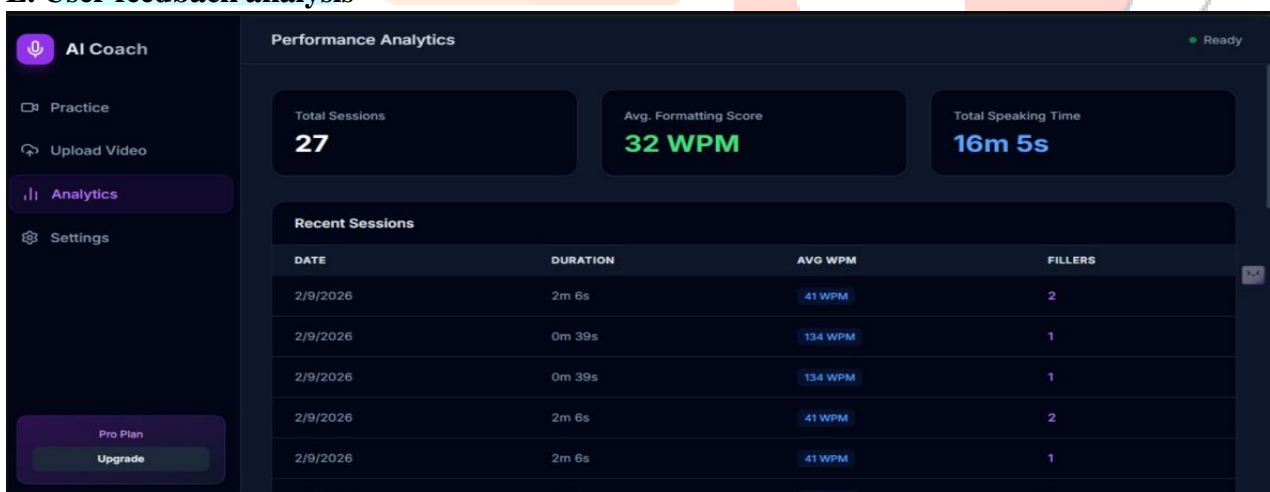 E. User feedback analysis
AI Coach
Performance Analytics
Ready
Practice
Upload Video
Analytics
Settings
Total Sessions
27
Avg. Formatting Score
32 WPM
Total Speaking Time
16m 5s
Recent Sessions
DATE DURATION AVG WPM FILLERS
2/9/2026 2m 6s 41 WPM 2
2/9/2026 0m 39s 134 WPM 1
2/9/2026 0m 39s 134 WPM 1
2/9/2026 2m 6s 41 WPM 2
2/9/2026 2m 6s 41 WPM 1
Pro Plan
Upgrade